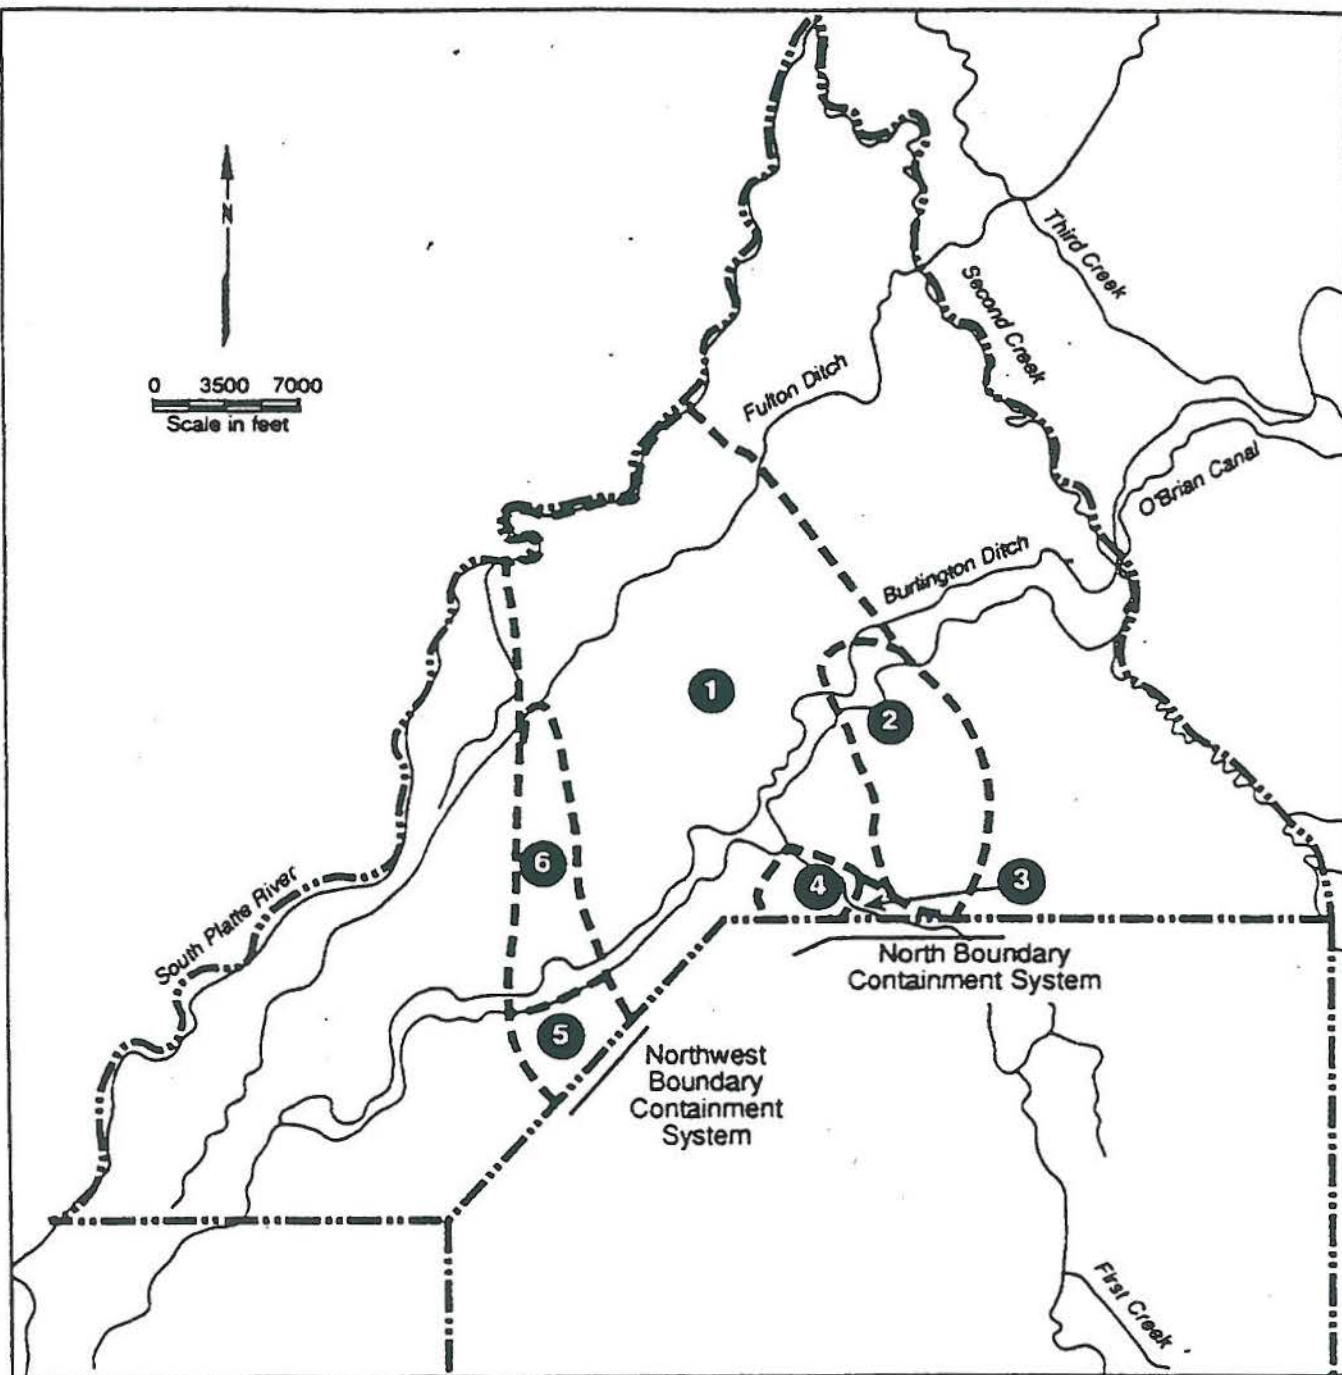 N
0 3500 7000
Scale in feet
Third Creek
Second Creek
Fulton Ditch
O'Brian Canal
Burlington Ditch
1
2
6
4
3
South Platte River
North Boundary
Containment System
5
Northwest
Boundary
Containment
System
First Creek